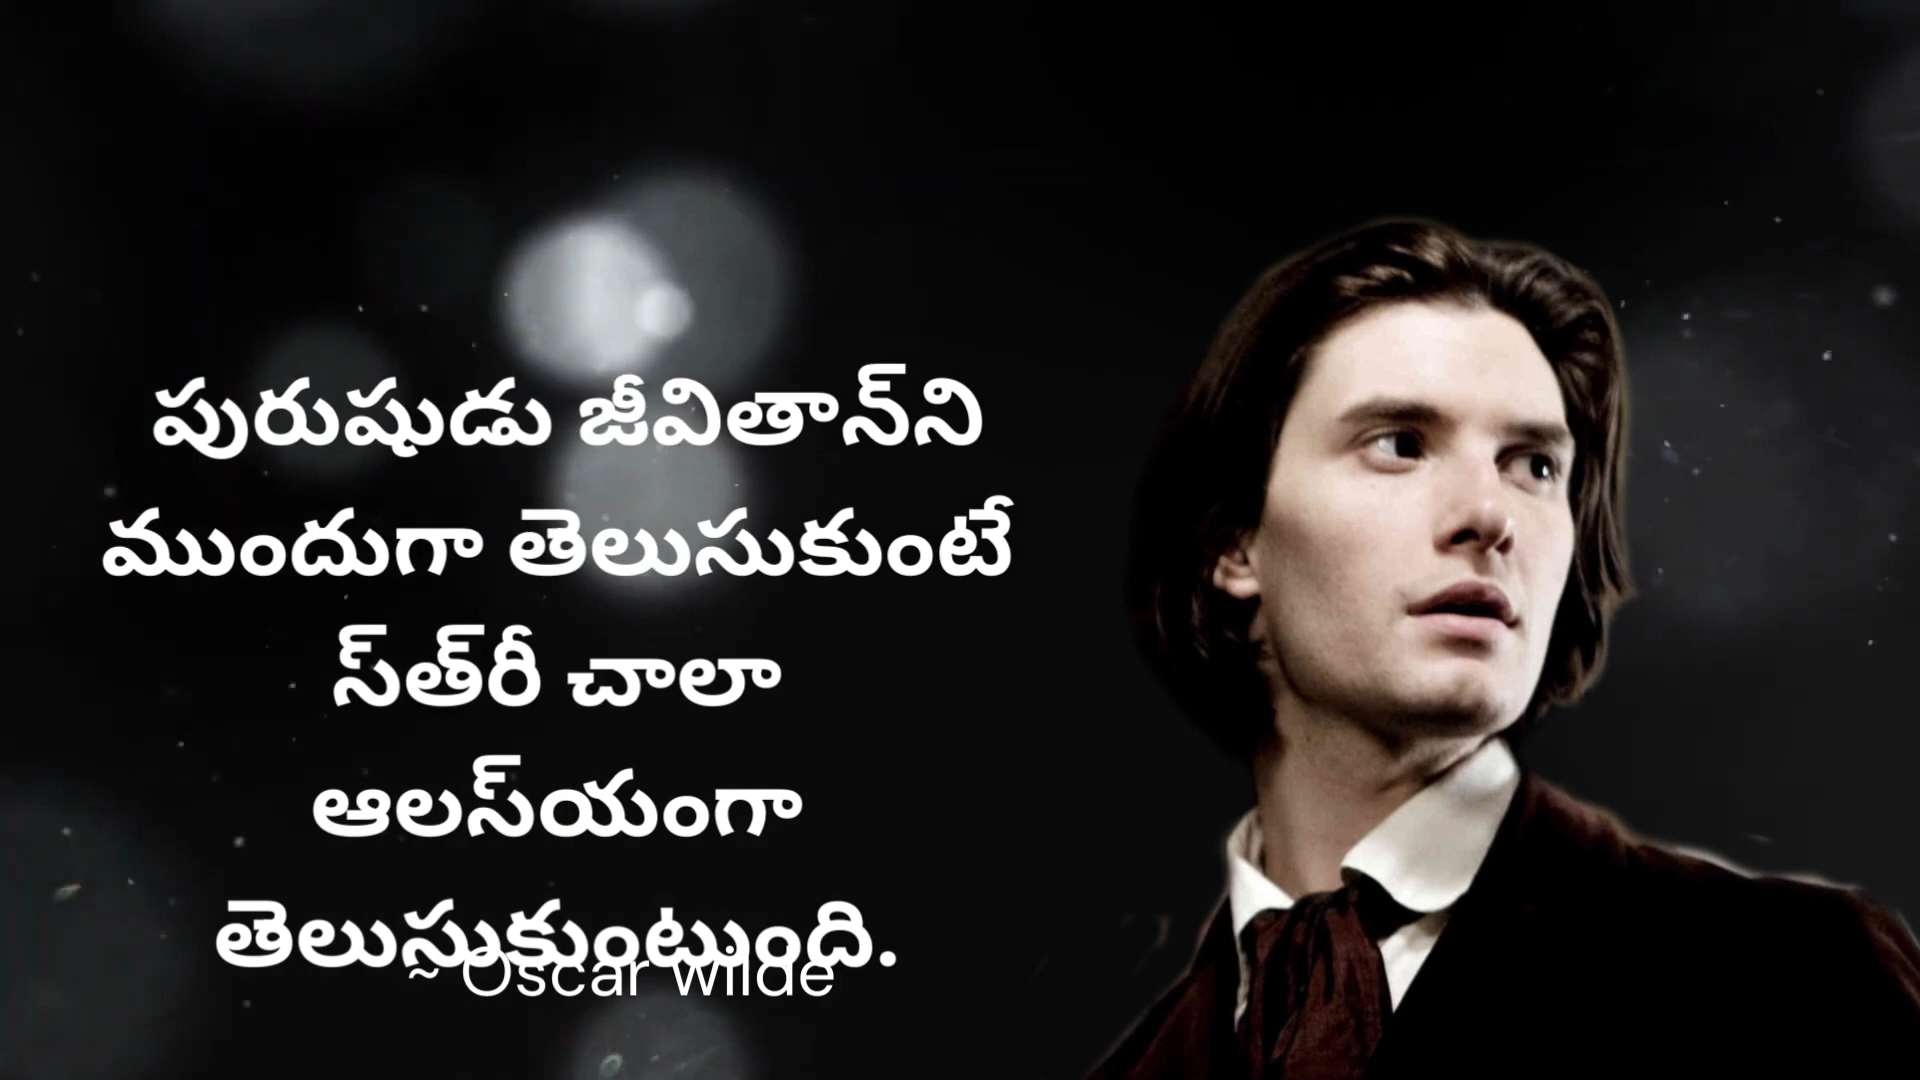 పురుషుడు జీవితాన్‌ని
ముందుగా తెలుసుకుంటే
స్‌త్‌రీ చాలా
ఆలస్‌యంగా
తెలుసుకుంటుంది.
~ Oscar Wilde